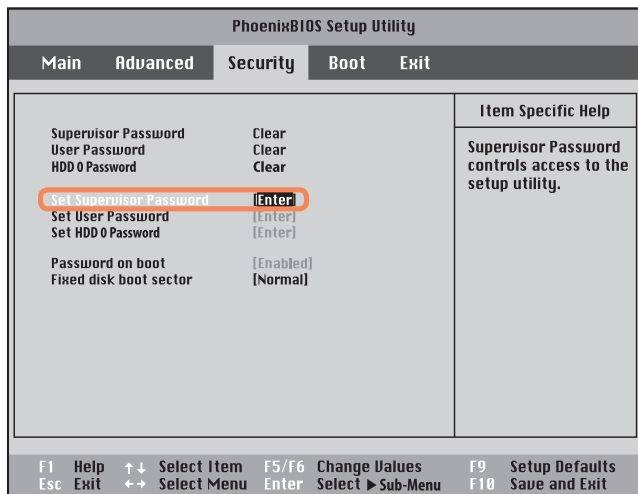 PhoenixBIOS Setup Utility
Main Advanced Security Boot Exit
Item Specific Help
Supervisor Password Clear
User Password Clear
HDD 0 Password Clear
Set Supervisor Password [Enter]
Set User Password [Enter]
Set HDD 0 Password [Enter]
Password on boot [Enabled]
Fixed disk boot sector [Normal]
Supervisor Password
controls access to the
setup utility.
F1 Help ↑↓ Select Item F5/F6 Change Values F9 Setup Defaults
Esc Exit ←→ Select Menu Enter Select ▶ Sub-Menu F10 Save and Exit